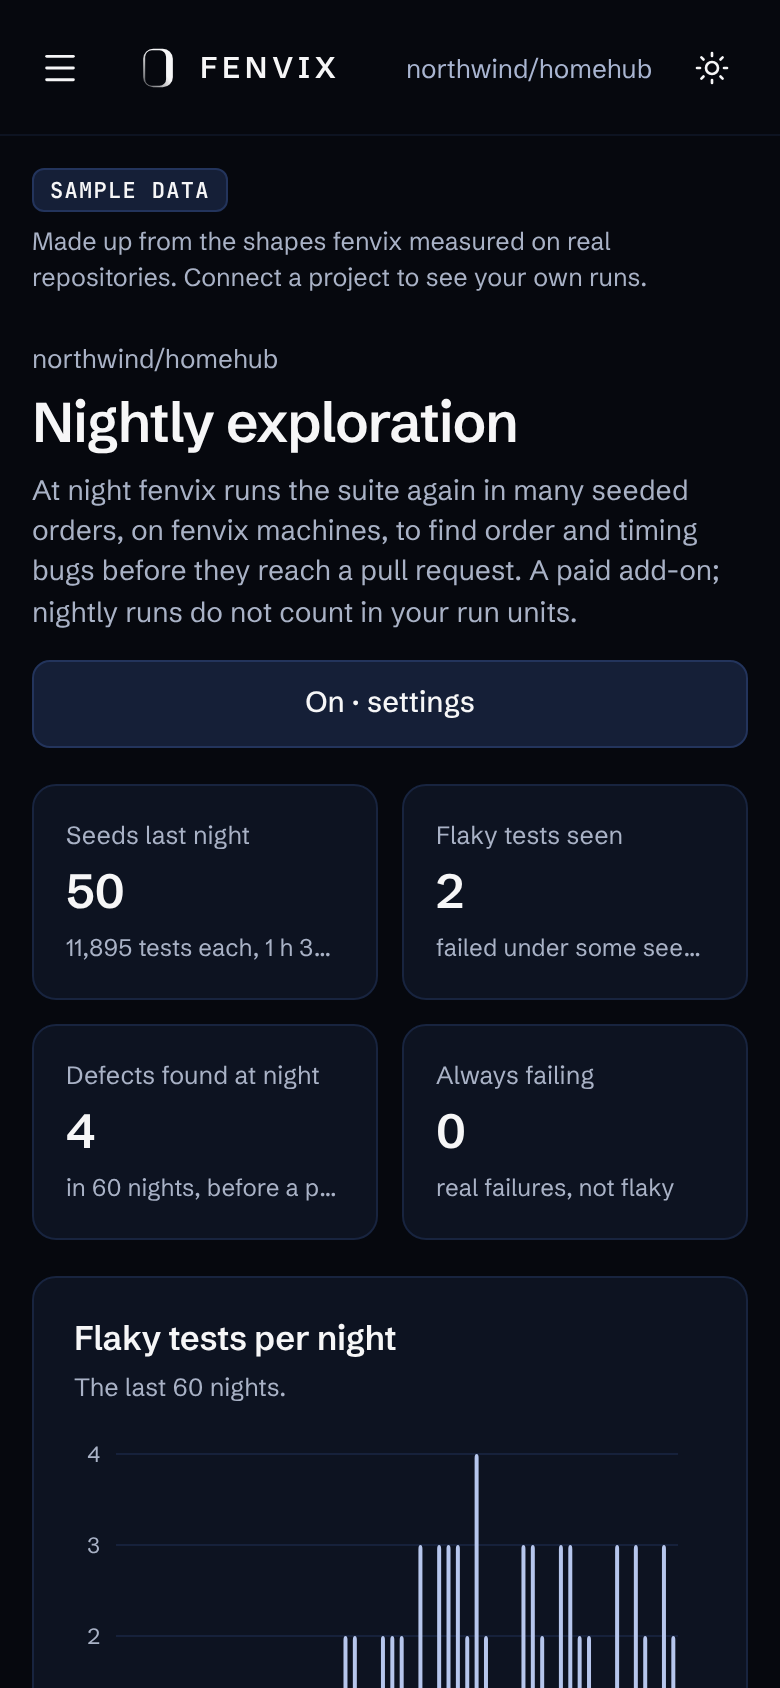 FENVIX northwind/homehub
SAMPLE DATA
Made up from the shapes fenvix measured on real
repositories. Connect a project to see your own runs.
northwind/homehub
Nightly exploration
At night fenvix runs the suite again in many seeded
orders, on fenvix machines, to find order and timing
bugs before they reach a pull request. A paid add-on;
nightly runs do not count in your run units.
On · settings
Seeds last night
50
11,895 tests each, 1 h 3...
Flaky tests seen
2
failed under some see...
Defects found at night
4
in 60 nights, before a p...
Always failing
0
real failures, not flaky
Flaky tests per night
The last 60 nights.
4
3
2